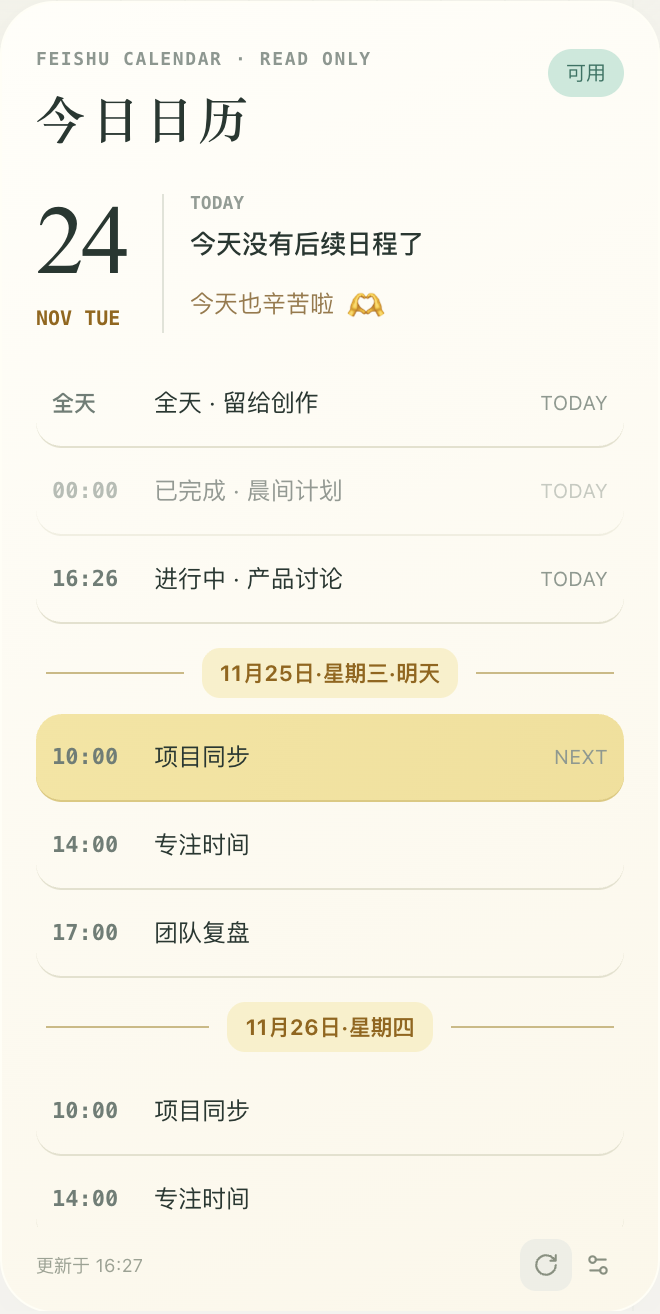 FEISHU CALENDAR · READ ONLY
可用
今日日历
24
NOV TUE
TODAY
今天没有后续日程了
今天也辛苦啦 🫶
全天 全天 · 留给创作 TODAY
00:00 已完成 · 晨间计划 TODAY
16:26 进行中 · 产品讨论 TODAY
11月25日·星期三·明天
10:00 项目同步 NEXT
14:00 专注时间
17:00 团队复盘
11月26日·星期四
10:00 项目同步
14:00 专注时间
更新于 16:27